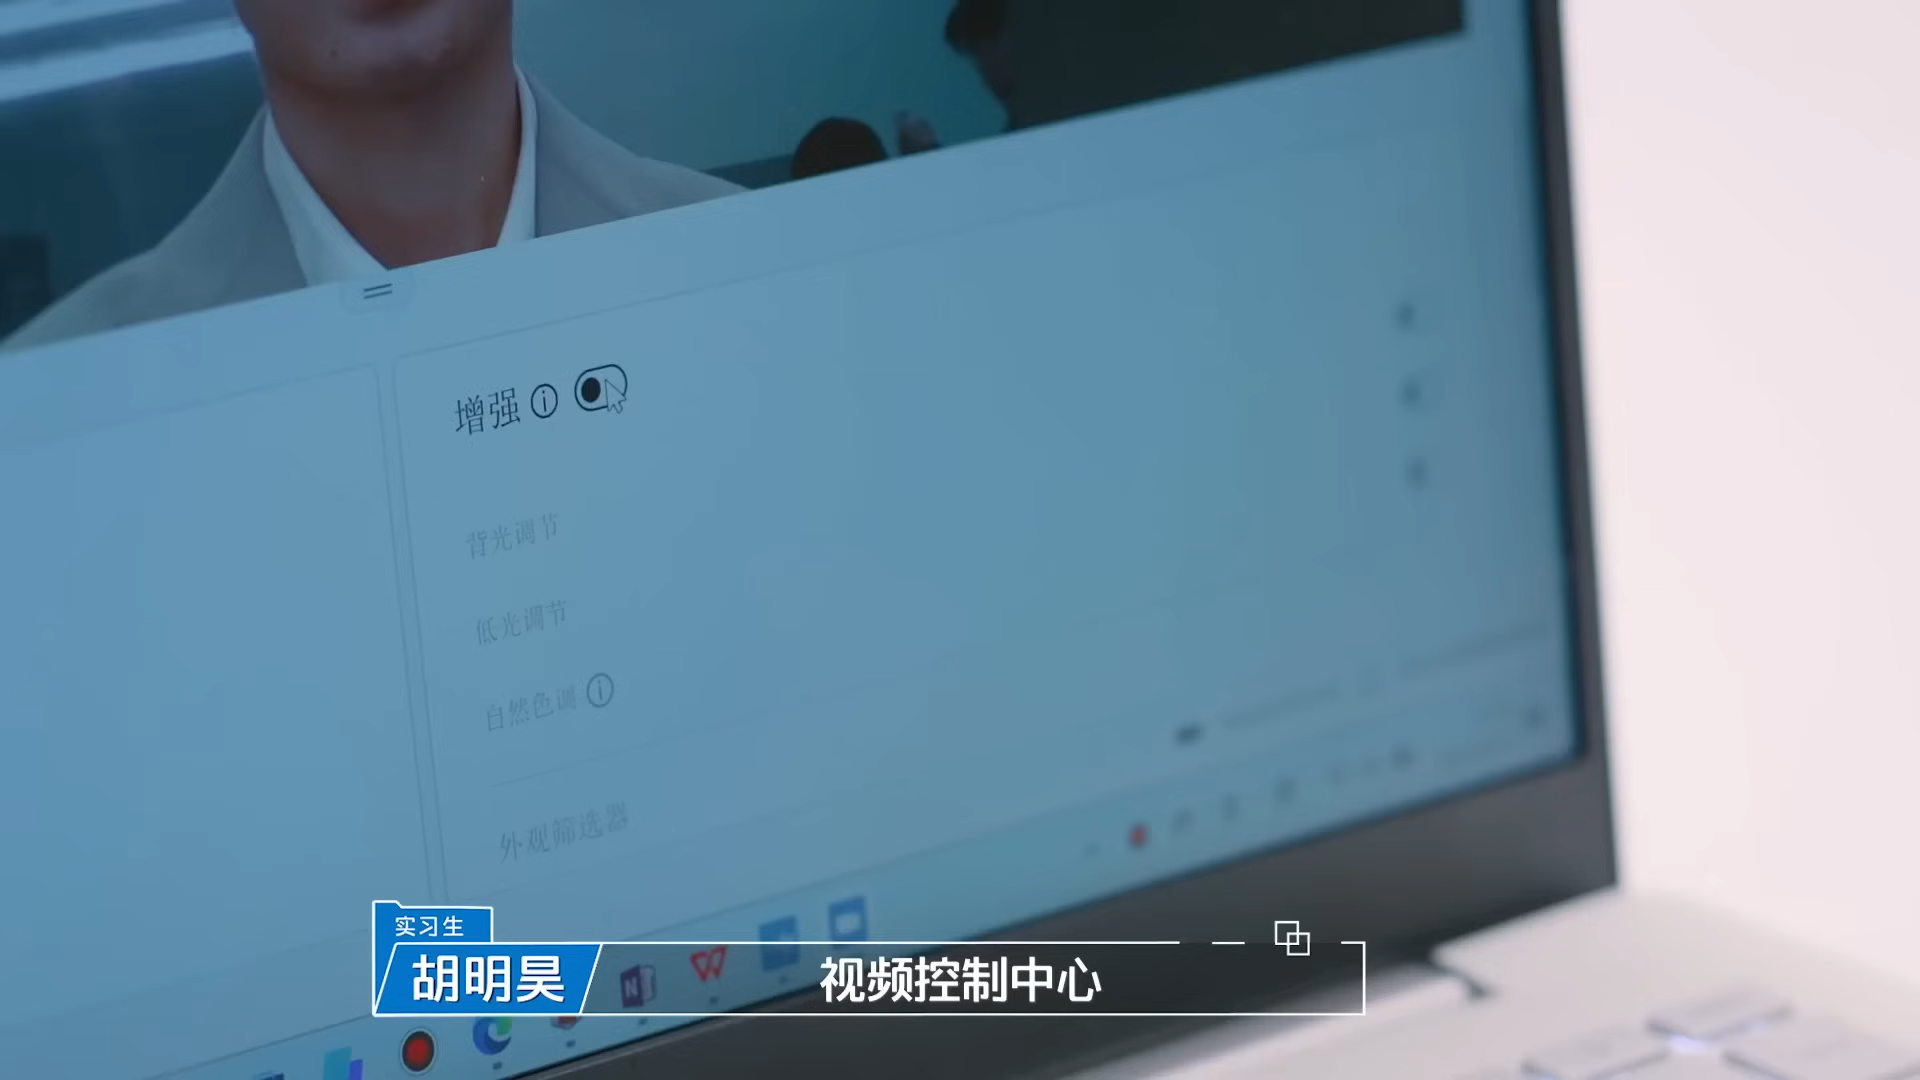 增强
背光调节
低光调节
自然色调
外观筛选器
实习生
胡明昊
视频控制中心